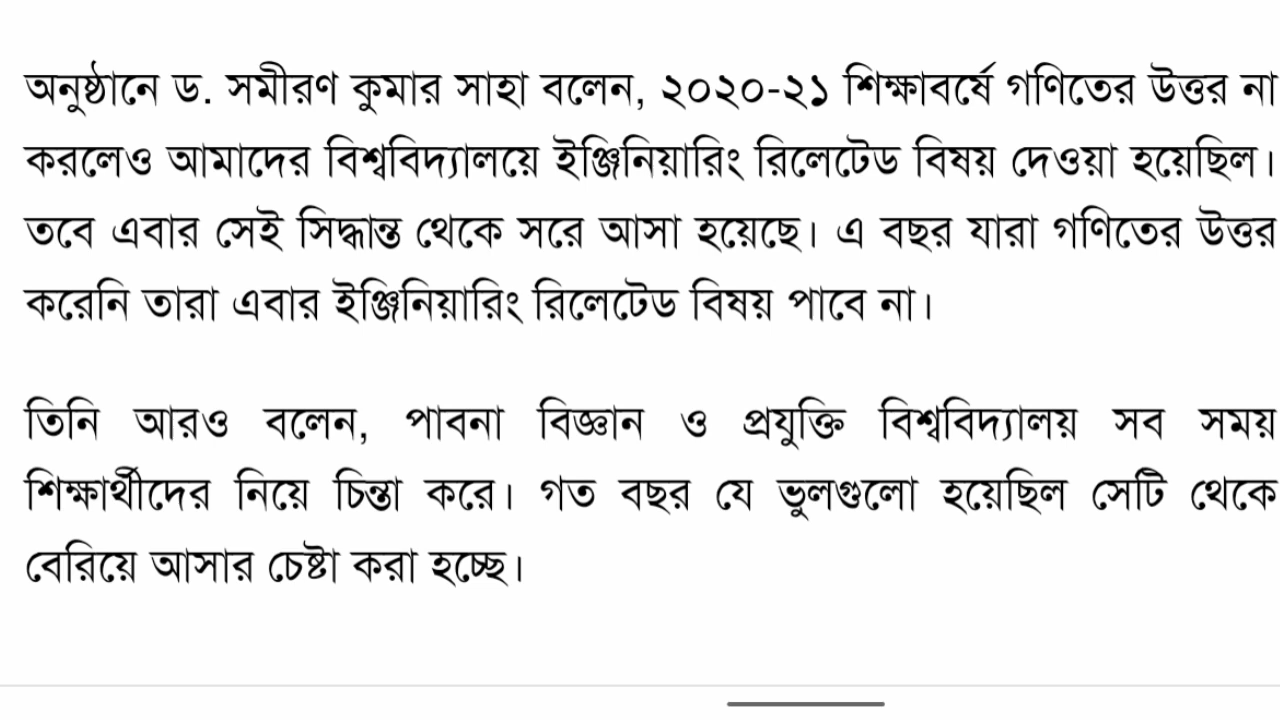 অনুষ্ঠানে ড. সমীরণ কুমার সাহা বলেন, ২০২০-২১ শিক্ষাবর্ষে গণিতের উত্তর না
করলেও আমাদের বিশ্ববিদ্যালয়ে ইঞ্জিনিয়ারিং রিলেটেড বিষয় দেওয়া হয়েছিল।
তবে এবার সেই সিদ্ধান্ত থেকে সরে আসা হয়েছে। এ বছর যারা গণিতের উত্তর
করেনি তারা এবার ইঞ্জিনিয়ারিং রিলেটেড বিষয় পাবে না।
তিনি আরও বলেন, পাবনা বিজ্ঞান ও প্রযুক্তি বিশ্ববিদ্যালয় সব সময়
শিক্ষার্থীদের নিয়ে চিন্তা করে। গত বছর যে ভুলগুলো হয়েছিল সেটি থেকে
বেরিয়ে আসার চেষ্টা করা হচ্ছে।